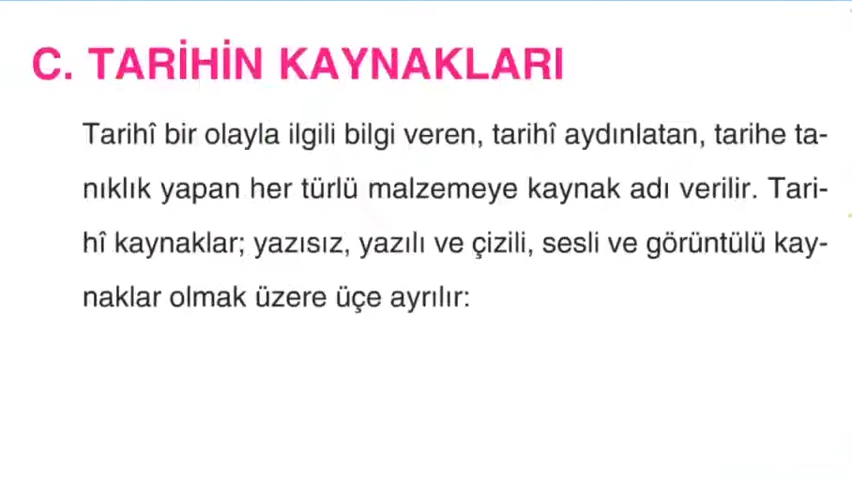 C. TARİHİN KAYNAKLARI
Tarihî bir olayla ilgili bilgi veren, tarihî aydınlatan, tarihe ta-
nıklık yapan her türlü malzemeye kaynak adı verilir. Tari-
hî kaynaklar; yazısız, yazılı ve çizili, sesli ve görüntülü kay-
naklar olmak üzere üçe ayrılır: